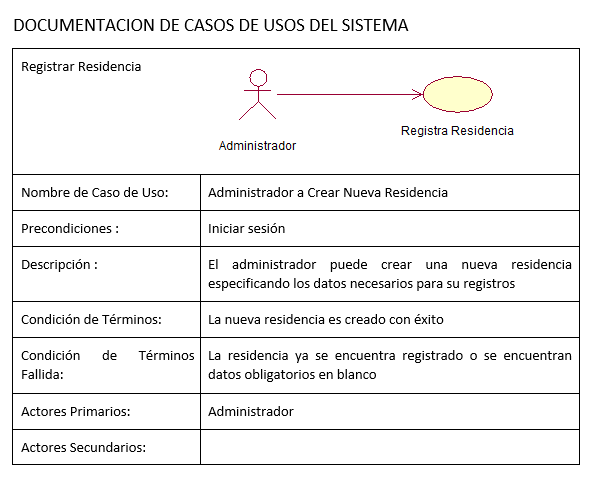 DOCUMENTACION DE CASOS DE USOS DEL SISTEMA
Registrar Residencia
Administrador
Registra Residencia
Nombre de Caso de Uso:
Administrador a Crear Nueva Residencia
Precondiciones :
Iniciar sesión
Descripción :
El administrador puede crear una nueva residencia
especificando los datos necesarios para su registros
Condición de Términos:
La nueva residencia es creado con éxito
Condición de Términos
Fallida:
La residencia ya se encuentra registrado o se encuentran
datos obligatorios en blanco
Actores Primarios:
Administrador
Actores Secundarios: